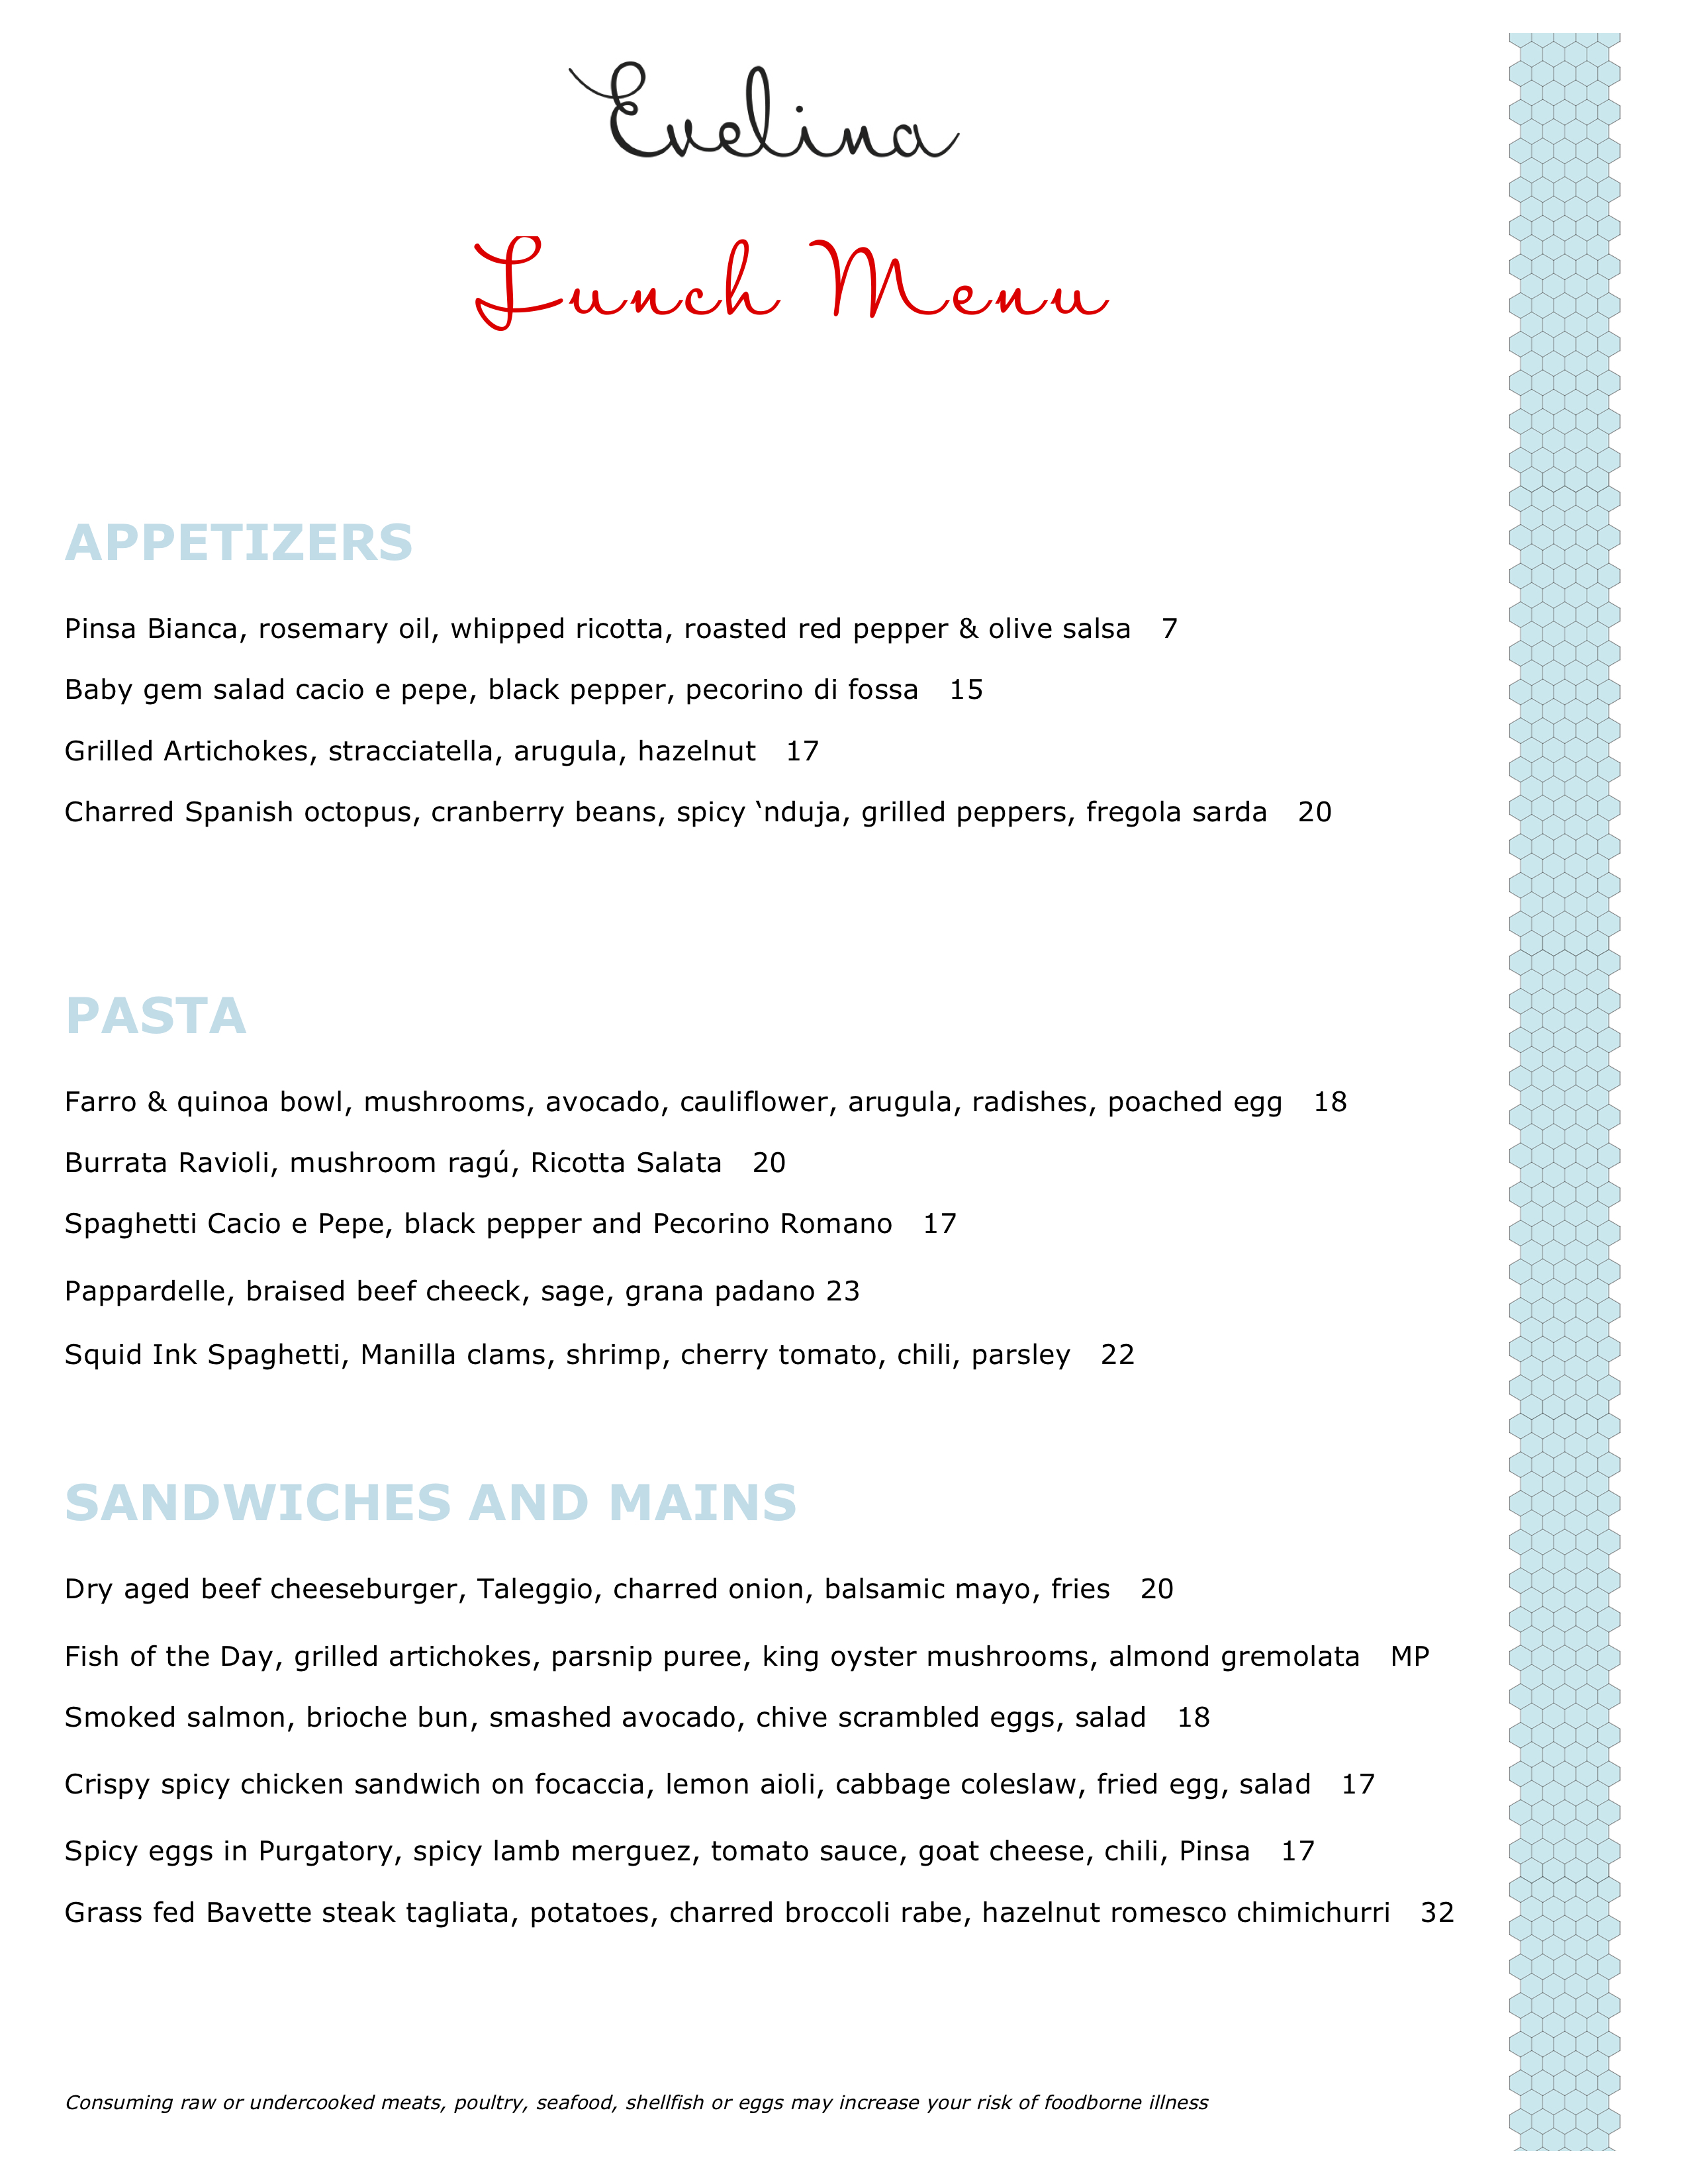 Evelina
Lunch Menu
APPETIZERS
Pinsa Bianca, rosemary oil, whipped ricotta, roasted red pepper & olive salsa 7
Baby gem salad cacio e pepe, black pepper, pecorino di fossa 15
Grilled Artichokes, stracciatella, arugula, hazelnut 17
Charred Spanish octopus, cranberry beans, spicy ‘nduja, grilled peppers, fregola sarda 20
PASTA
Farro & quinoa bowl, mushrooms, avocado, cauliflower, arugula, radishes, poached egg 18
Burrata Ravioli, mushroom ragú, Ricotta Salata 20
Spaghetti Cacio e Pepe, black pepper and Pecorino Romano 17
Pappardelle, braised beef cheeck, sage, grana padano 23
Squid Ink Spaghetti, Manilla clams, shrimp, cherry tomato, chili, parsley 22
SANDWICHES AND MAINS
Dry aged beef cheeseburger, Taleggio, charred onion, balsamic mayo, fries 20
Fish of the Day, grilled artichokes, parsnip puree, king oyster mushrooms, almond gremolata MP
Smoked salmon, brioche bun, smashed avocado, chive scrambled eggs, salad 18
Crispy spicy chicken sandwich on focaccia, lemon aioli, cabbage coleslaw, fried egg, salad 17
Spicy eggs in Purgatory, spicy lamb merguez, tomato sauce, goat cheese, chili, Pinsa 17
Grass fed Bavette steak tagliata, potatoes, charred broccoli rabe, hazelnut romesco chimichurri 32
Consuming raw or undercooked meats, poultry, seafood, shellfish or eggs may increase your risk of foodborne illness